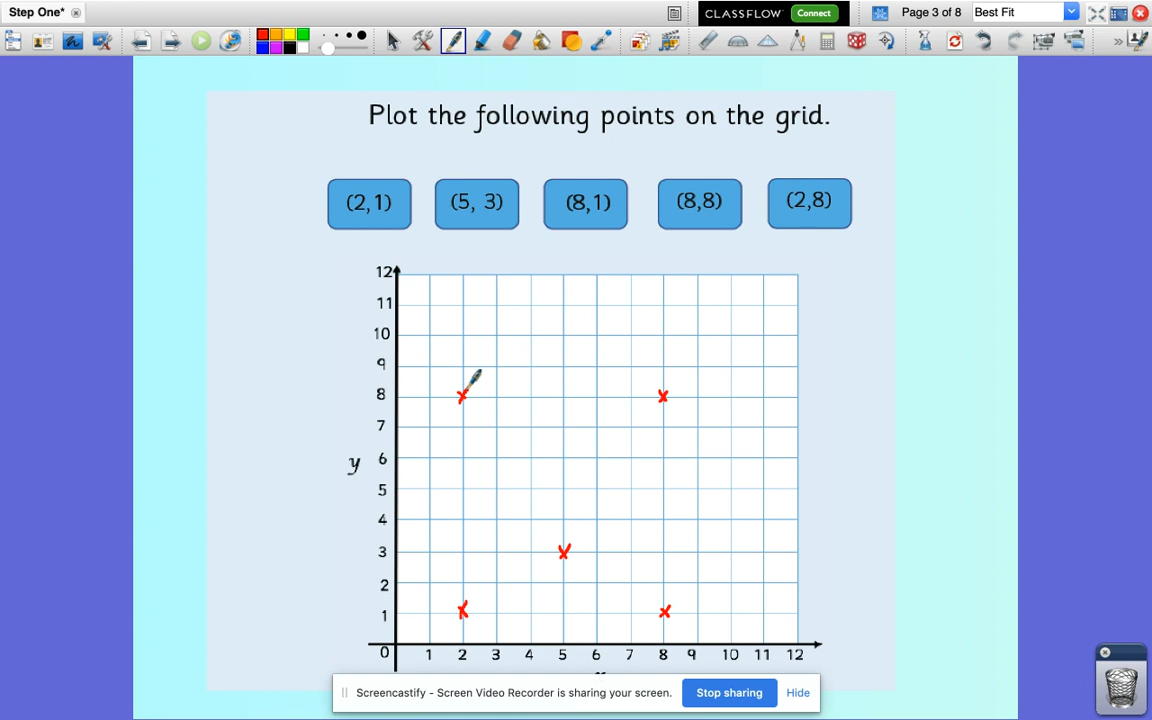 Step One*
CLASSFLOW Connect
Page 3 of 8
Best Fit
Plot the following points on the grid.
(2,1) (5, 3) (8,1) (8,8) (2,8)
12
11
10
9
8
7
y
6
5
4
3
2
1
0 1 2 3 4 5 6 7 8 9 10 11 12
Screencastify - Screen Video Recorder is sharing your screen. Stop sharing Hide